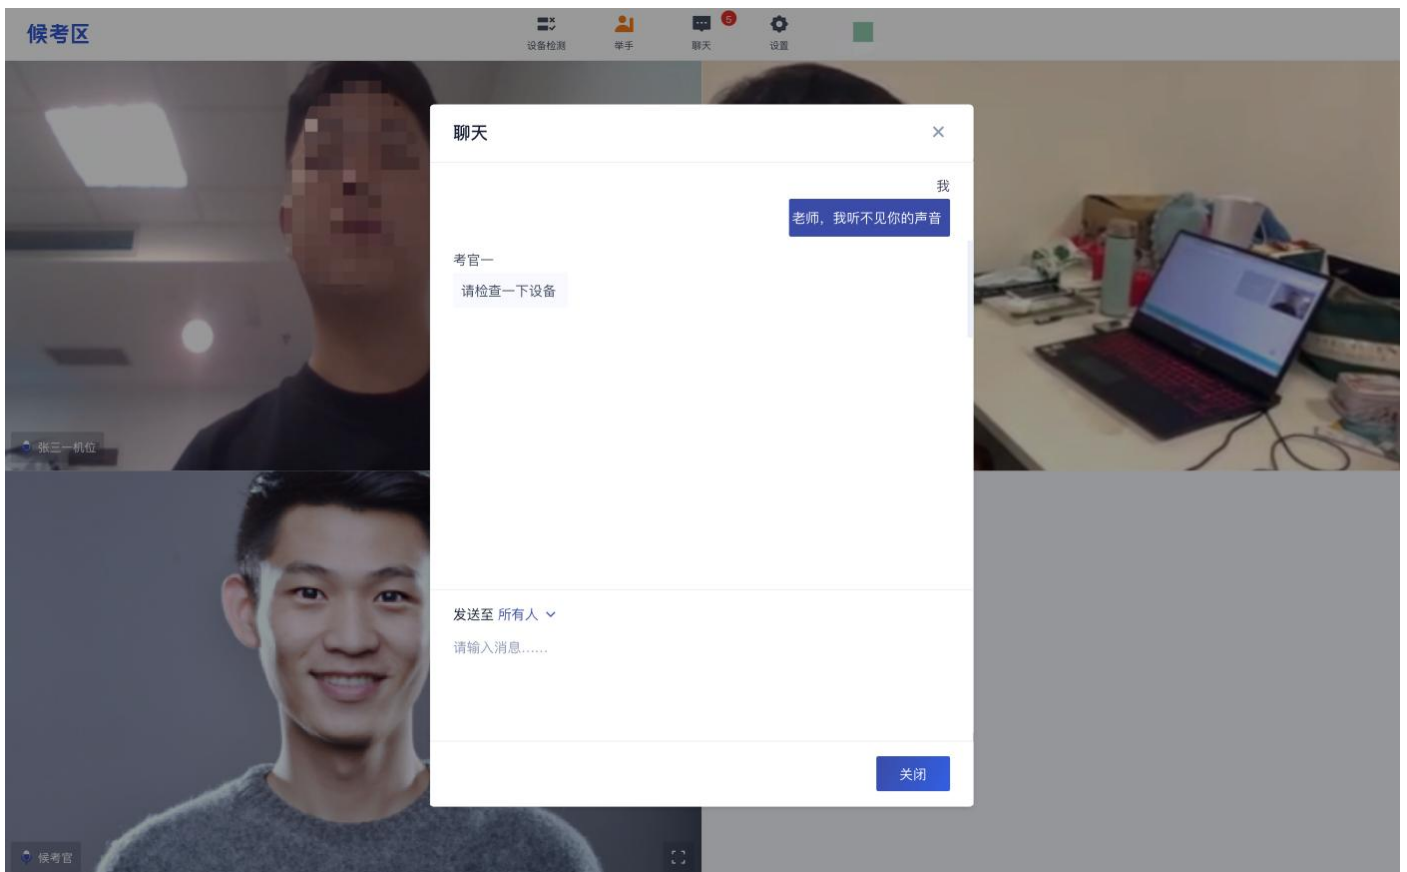 候考区
设备检测
举手
聊天
5
设置
聊天
我
老师，我听不见你的声音
考官一
请检查一下设备
张三一机位
发送至 所有人
请输入消息......
关闭
候考官